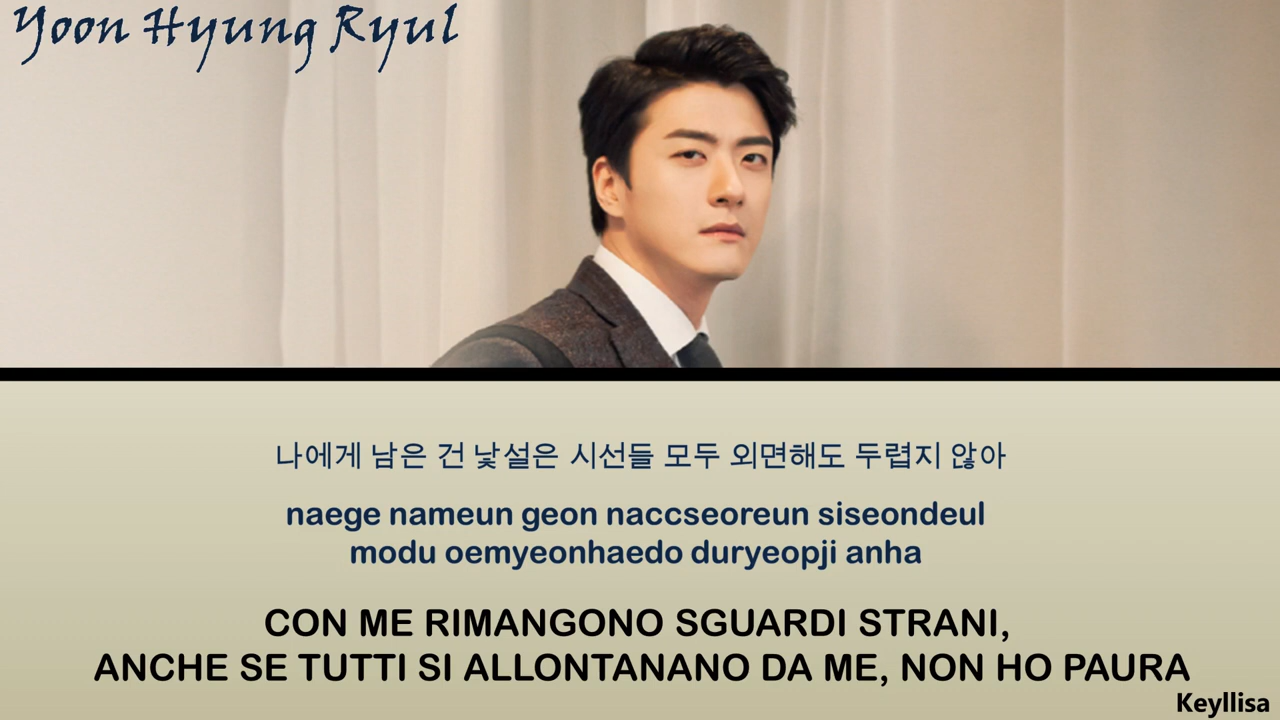 Yoon Hyung Ryul
나에게 남은 건 낯설은 시선들 모두 외면해도 두렵지 않아
naege nameun geon naccseoreun siseondeul
modu oemyeonhaedo duryeopji anha
CON ME RIMANGONO SGUARDI STRANI,
ANCHE SE TUTTI SI ALLONTANANO DA ME, NON HO PAURA
Keyllisa